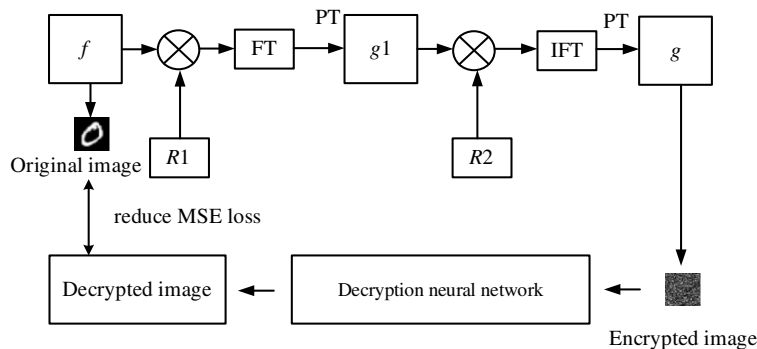 PT
PT
f
FT
g1
IFT
g
Original image
R1
R2
reduce MSE loss
Decrypted image
Decryption neural network
Encrypted image